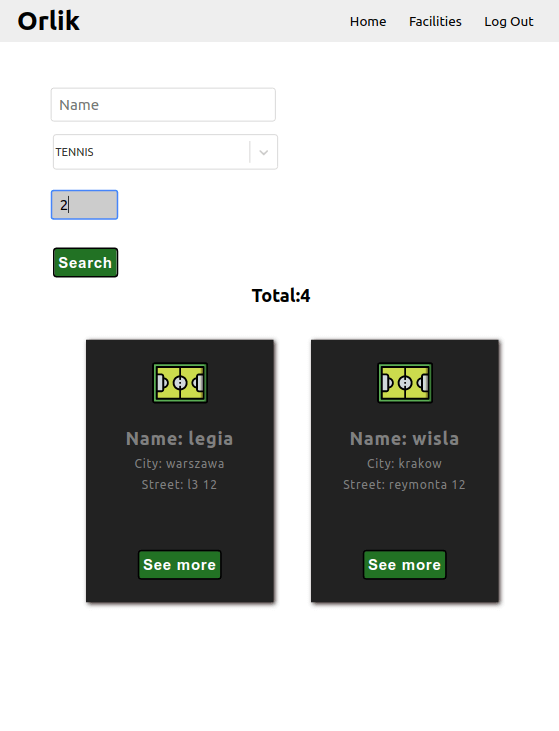 Orlik Home Facilities Log Out
Name
TENNIS
2
Search
Total:4
Name: legia
City: warszawa
Street: l3 12
See more
Name: wisla
City: krakow
Street: reymonta 12
See more